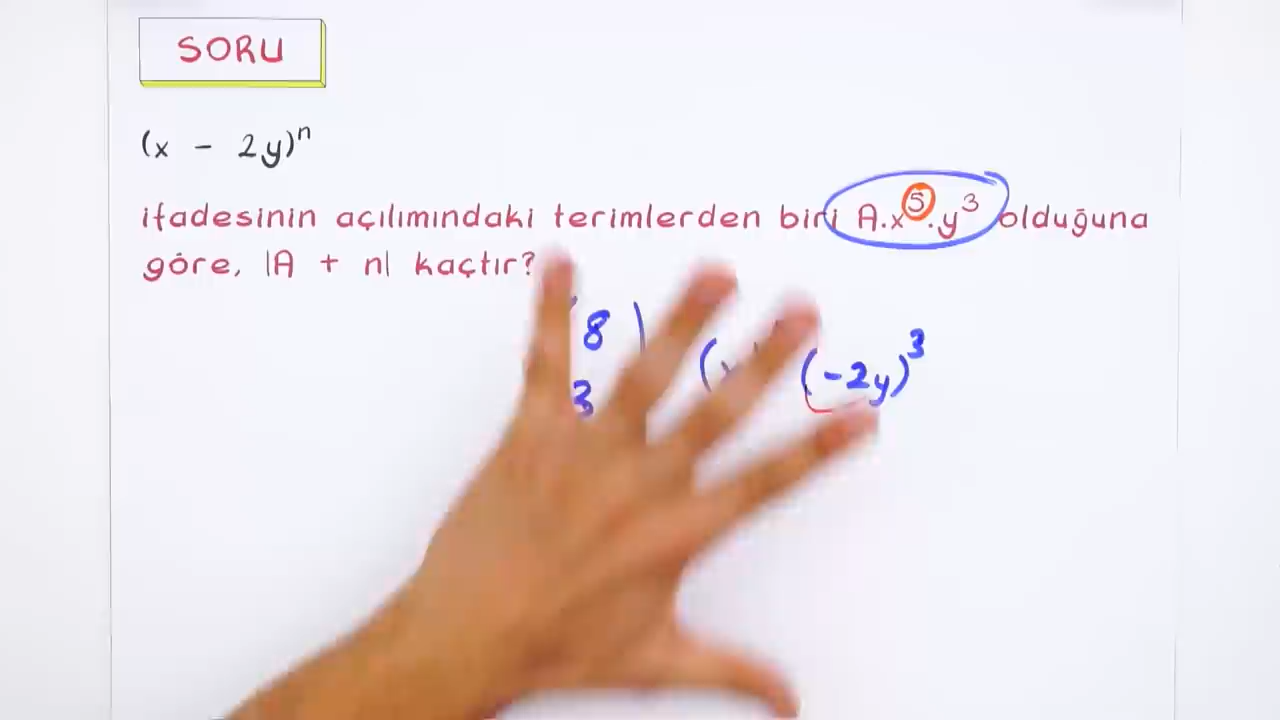 SORU
(x - 2y)ⁿ
ifadesinin açılımındaki terimlerden biri A.x⁵.y³ olduğuna
göre, |A + n| kaçtır?
(8 3) (x (-2y)³